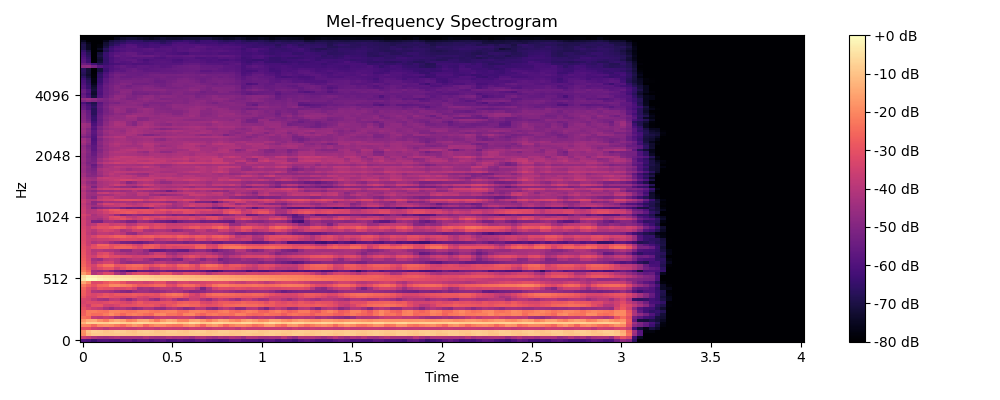 Mel-frequency Spectrogram
Hz
4096
2048
1024
512
0
0
0.5
1
1.5
2
2.5
3
3.5
4
Time
+0 dB
-10 dB
-20 dB
-30 dB
-40 dB
-50 dB
-60 dB
-70 dB
-80 dB